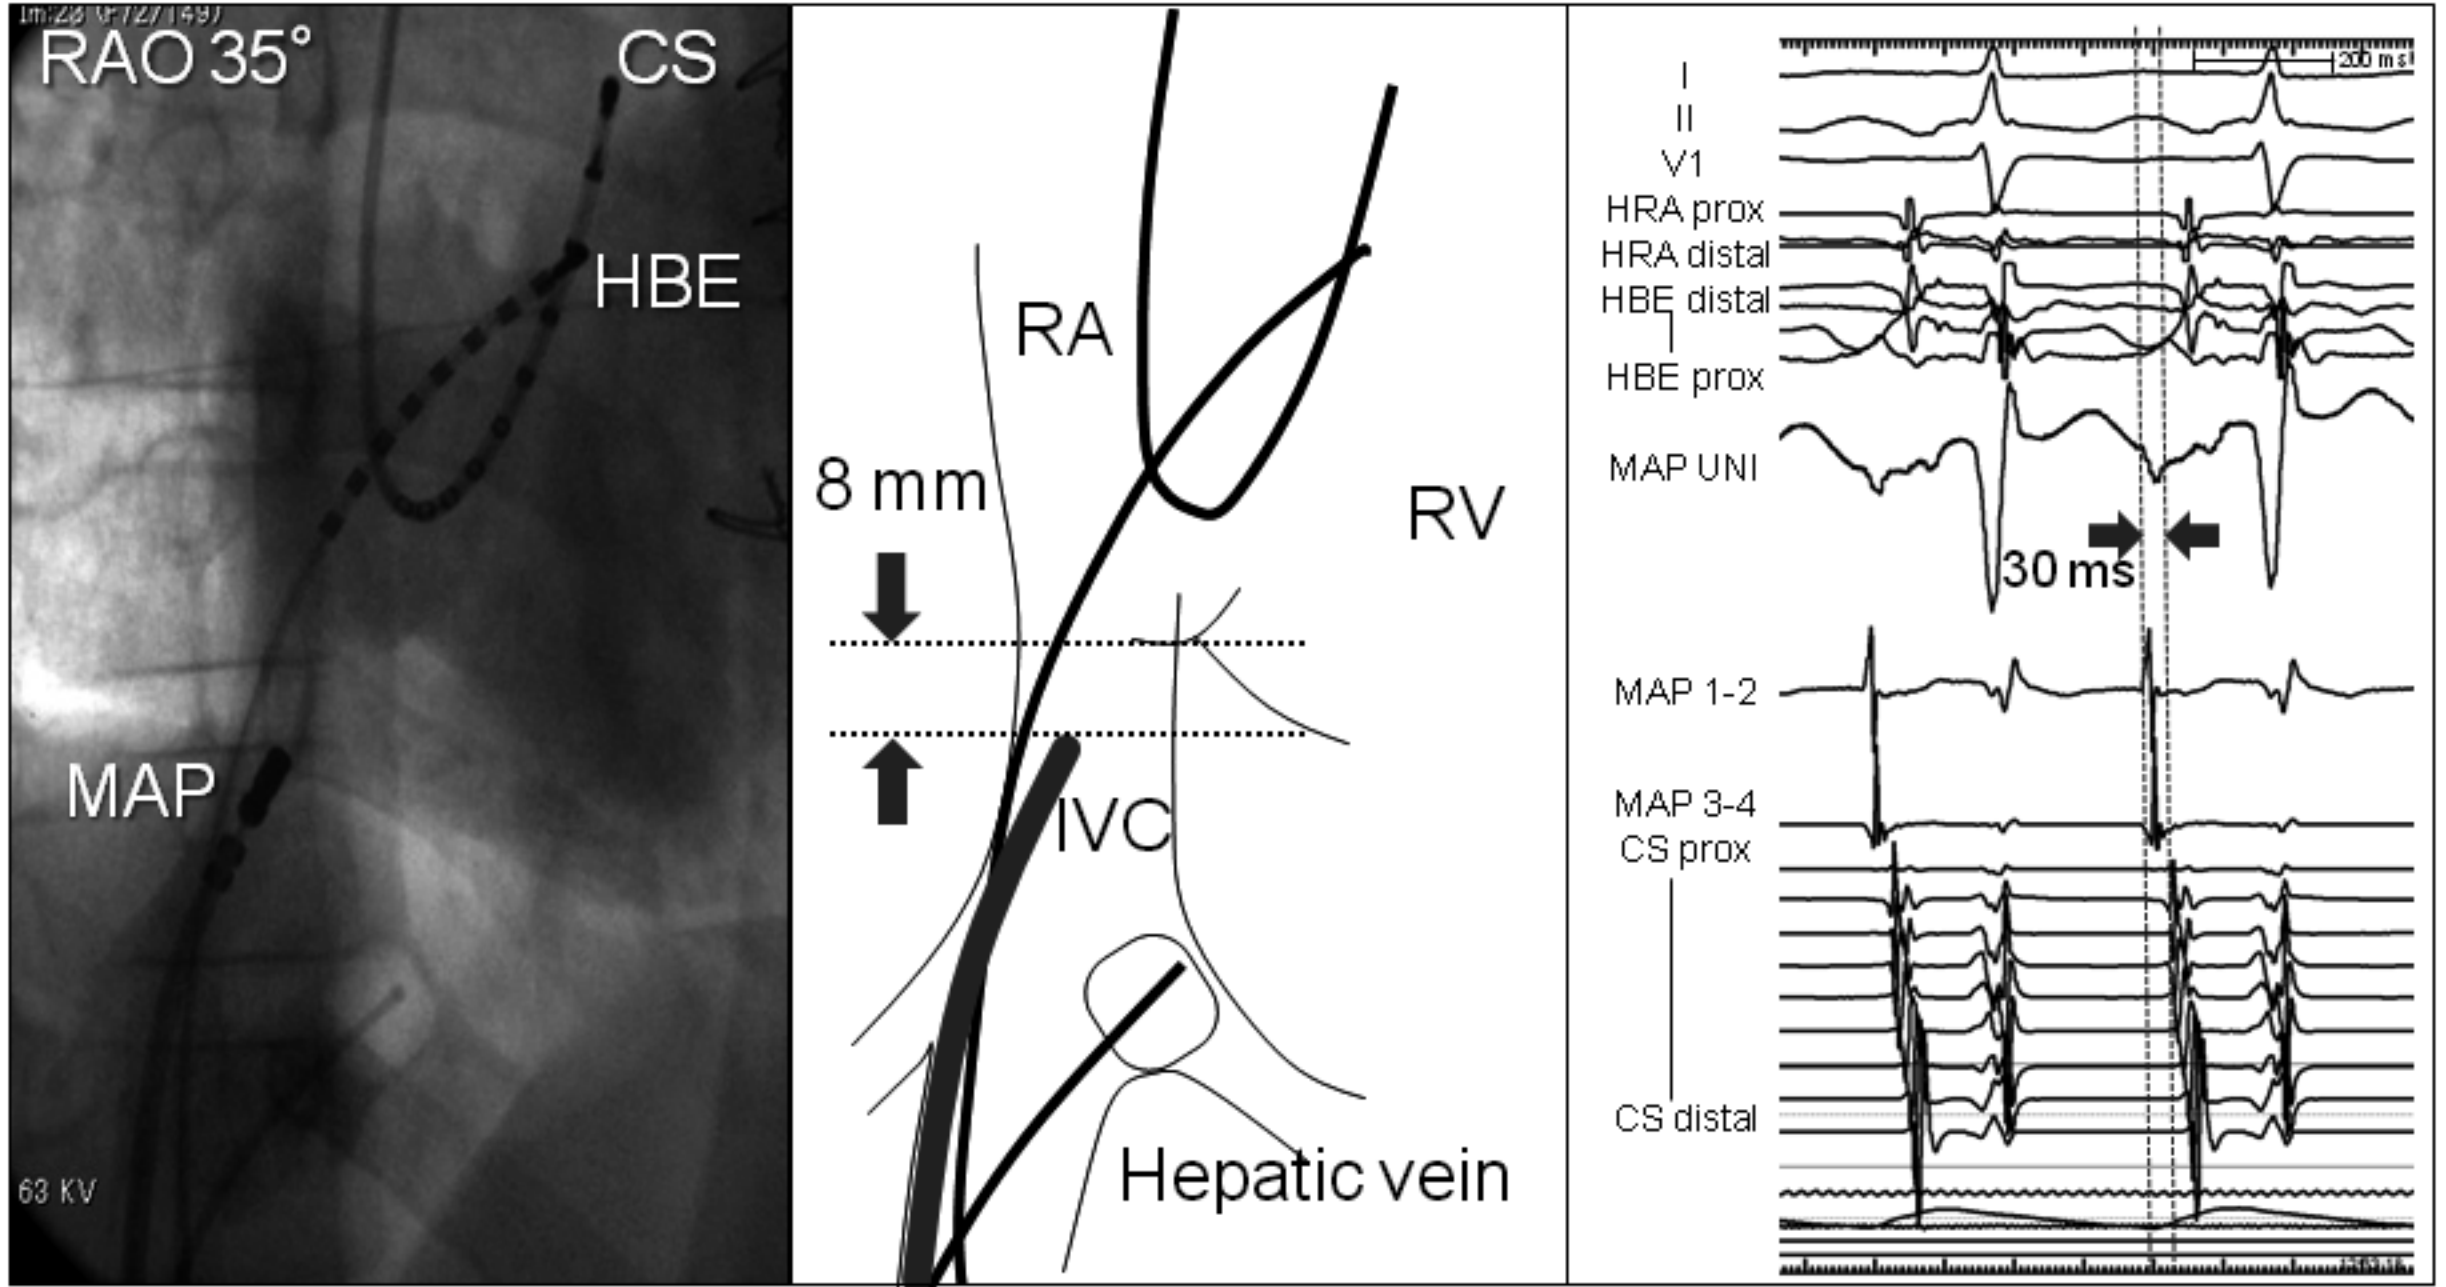 RAO 35°
CS
HBE
MAP
63 KV
RA
8 mm
RV
IVC
Hepatic vein
200 ms
I
II
V1
HRA prox
HRA distal
HBE distal
HBE prox
MAP UNI
30 ms
MAP 1-2
MAP 3-4
CS prox
CS distal